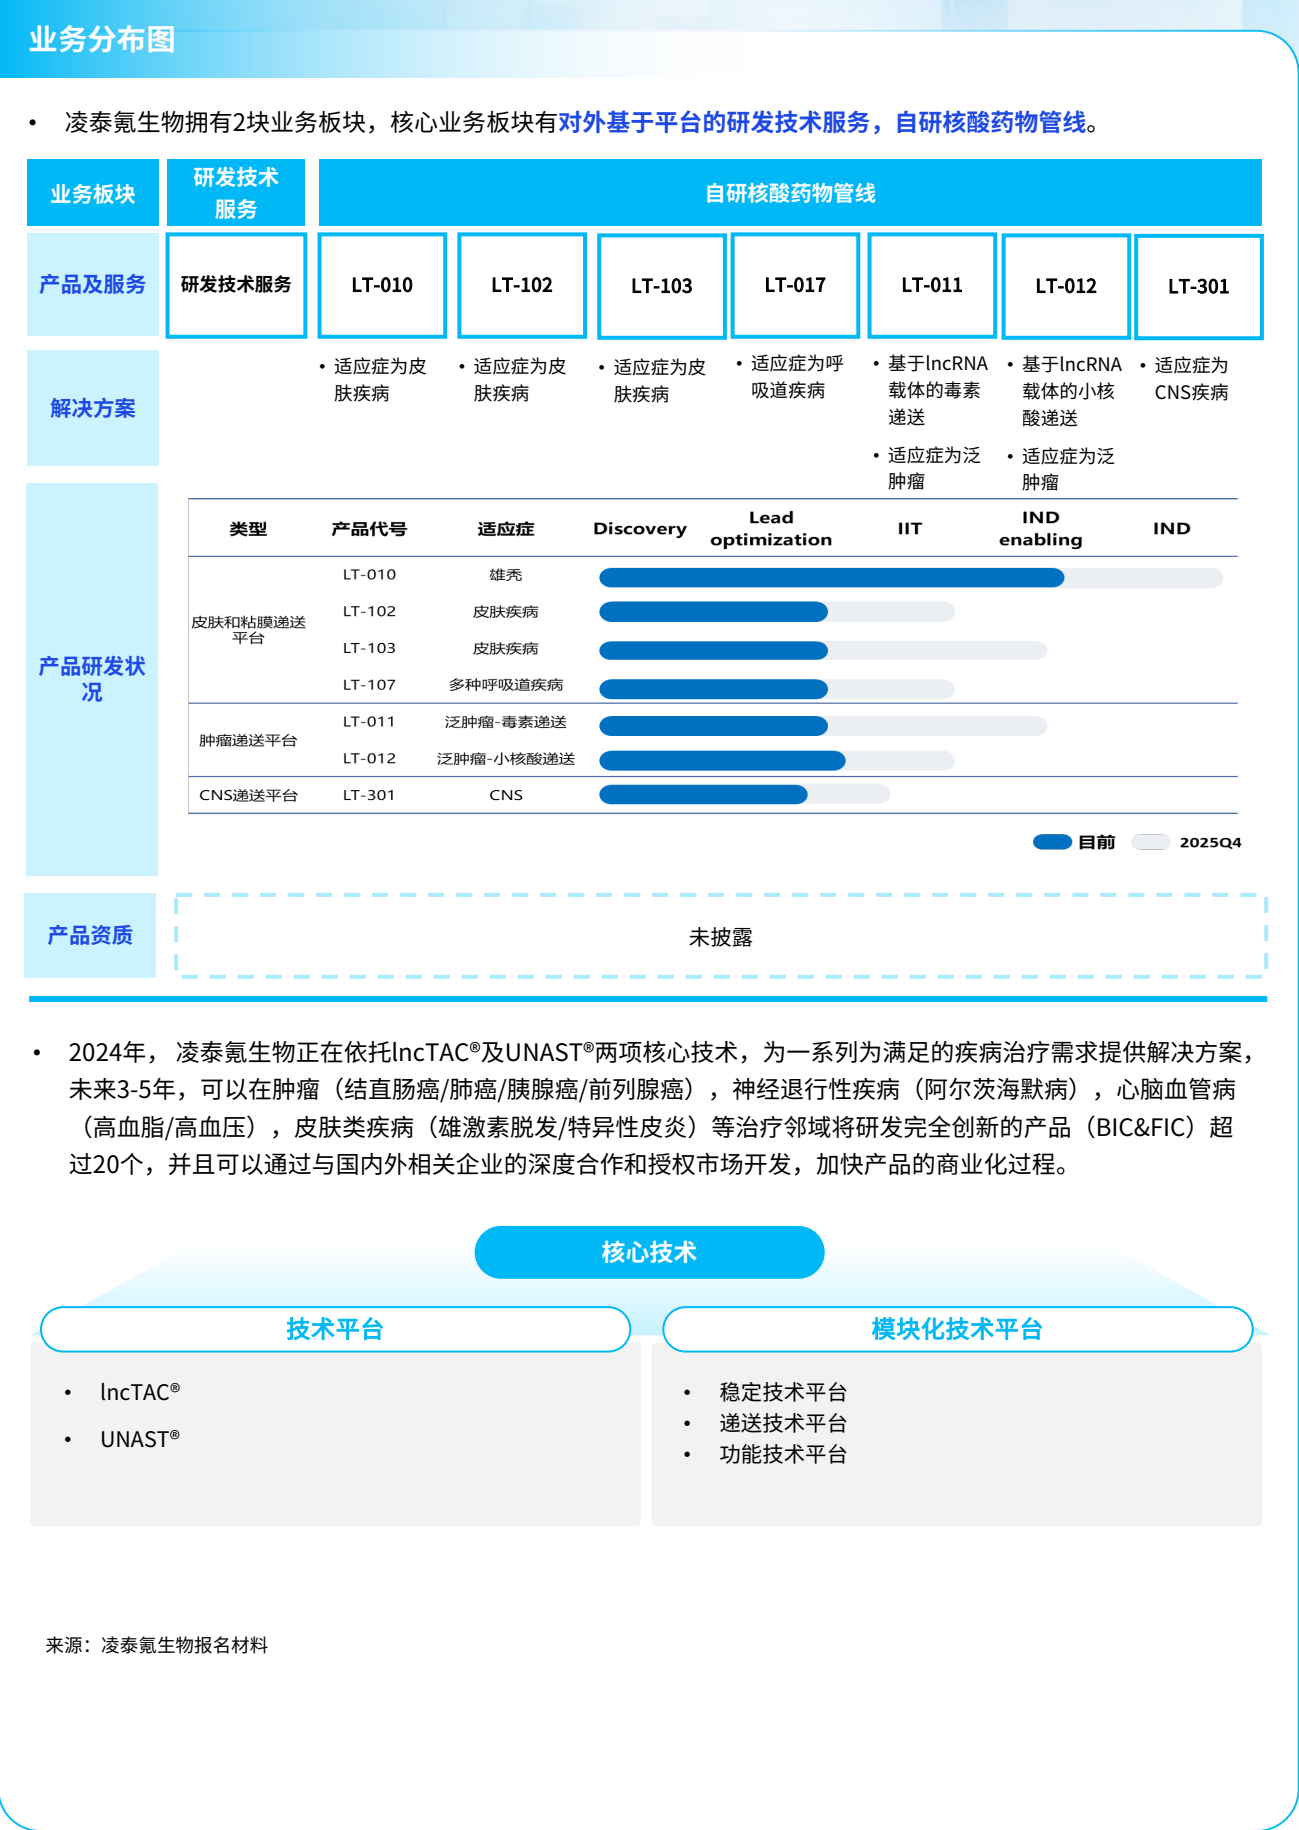 业务分布图
• 凌泰氪生物拥有2块业务板块，核心业务板块有对外基于平台的研发技术服务，自研核酸药物管线。
业务板块
研发技术
服务
自研核酸药物管线
产品及服务
研发技术服务
LT-010
LT-102
LT-103
LT-017
LT-011
LT-012
LT-301
解决方案
• 适应症为皮
肤疾病
• 适应症为皮
肤疾病
• 适应症为皮
肤疾病
• 适应症为呼
吸道疾病
• 基于lncRNA
载体的毒素
递送
• 适应症为泛
肿瘤
• 基于lncRNA
载体的小核
酸递送
• 适应症为泛
肿瘤
• 适应症为
CNS疾病
产品研发状
况
类型 产品代号 适应症 Discovery Lead
optimization IIT IND
enabling IND
皮肤和粘膜递送
平台
LT-010 雄秃
LT-102 皮肤疾病
LT-103 皮肤疾病
LT-107 多种呼吸道疾病
肿瘤递送平台
LT-011 泛肿瘤-毒素递送
LT-012 泛肿瘤-小核酸递送
CNS递送平台 LT-301 CNS
目前 2025Q4
产品资质
未披露
• 2024年， 凌泰氪生物正在依托lncTAC®及UNAST®两项核心技术，为一系列为满足的疾病治疗需求提供解决方案，
未来3-5年，可以在肿瘤（结直肠癌/肺癌/胰腺癌/前列腺癌），神经退行性疾病（阿尔茨海默病），心脑血管病
（高血脂/高血压），皮肤类疾病（雄激素脱发/特异性皮炎）等治疗邻域将研发完全创新的产品（BIC&FIC）超
过20个，并且可以通过与国内外相关企业的深度合作和授权市场开发，加快产品的商业化过程。
核心技术
技术平台
• lncTAC®
• UNAST®
模块化技术平台
• 稳定技术平台
• 递送技术平台
• 功能技术平台
来源：凌泰氪生物报名材料